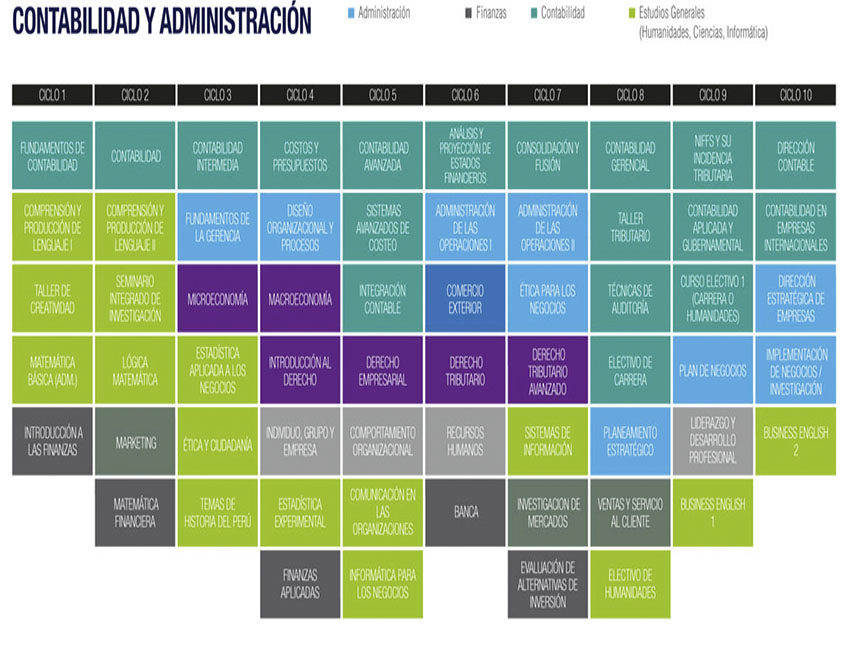 CONTABILIDAD Y ADMINISTRACIÓN
Administración
Finanzas
Contabilidad
Estudios Generales
(Humanidades, Ciencias, Informática)
CICLO 1
CICLO 2
CICLO 3
CICLO 4
CICLO 5
CICLO 6
CICLO 7
CICLO 8
CICLO 9
CICLO 10
FUNDAMENTOS DE
CONTABILIDAD
CONTABILIDAD
CONTABILIDAD
INTERMEDIA
COSTOS Y
PRESUPUESTOS
CONTABILIDAD
AVANZADA
ANÁLISIS Y
PROYECCIÓN DE
ESTADOS
FINANCIEROS
CONSOLIDACIÓN Y
FUSIÓN
CONTABILIDAD
GERENCIAL
NIFFS Y SU
INCIDENCIA
TRIBUTARIA
DIRECCIÓN
CONTABLE
COMPRENSIÓN Y
PRODUCCIÓN DE
LENGUAJE I
COMPRENSIÓN Y
PRODUCCIÓN DE
LENGUAJE II
FUNDAMENTOS DE
LA GERENCIA
DISEÑO
ORGANIZACIONAL Y
PROCESOS
SISTEMAS
AVANZADOS DE
COSTEO
ADMINISTRACIÓN
DE LAS
OPERACIONES I
ADMINISTRACIÓN
DE LAS
OPERACIONES II
TALLER
TRIBUTARIO
CONTABILIDAD
APLICADA Y
GUBERNAMENTAL
CONTABILIDAD EN
EMPRESAS
INTERNACIONALES
TALLER DE
CREATIVIDAD
SEMINARIO
INTEGRADO DE
INVESTIGACIÓN
MICROECONOMÍA
MACROECONOMÍA
INTEGRACIÓN
CONTABLE
COMERCIO
EXTERIOR
ÉTICA PARA LOS
NEGOCIOS
TÉCNICAS DE
AUDITORÍA
CURSO ELECTIVO 1
(CARRERA O
HUMANIDADES)
DIRECCIÓN
ESTRATÉGICA DE
EMPRESAS
MATEMÁTICA
BÁSICA (ADM.)
LÓGICA
MATEMÁTICA
ESTADÍSTICA
APLICADA A LOS
NEGOCIOS
INTRODUCCIÓN AL
DERECHO
DERECHO
EMPRESARIAL
DERECHO
TRIBUTARIO
DERECHO
TRIBUTARIO
AVANZADO
ELECTIVO DE
CARRERA
PLAN DE NEGOCIOS
IMPLEMENTACIÓN
DE NEGOCIOS /
INVESTIGACIÓN
INTRODUCCIÓN A
LAS FINANZAS
MARKETING
ÉTICA Y CIUDADANÍA
INDIVIDUO, GRUPO Y
EMPRESA
COMPORTAMIENTO
ORGANIZACIONAL
RECURSOS
HUMANOS
SISTEMAS DE
INFORMACIÓN
PLANEAMIENTO
ESTRATÉGICO
LIDERAZGO Y
DESARROLLO
PROFESIONAL
BUSINESS ENGLISH
2
MATEMÁTICA
FINANCIERA
TEMAS DE
HISTORIA DEL PERÚ
ESTADÍSTICA
EXPERIMENTAL
COMUNICACIÓN EN
LAS
ORGANIZACIONES
BANCA
INVESTIGACION DE
MERCADOS
VENTAS Y SERVICIO
AL CLIENTE
BUSINESS ENGLISH
1
FINANZAS
APLICADAS
INFORMÁTICA PARA
LOS NEGOCIOS
EVALUACIÓN DE
ALTERNATIVAS DE
INVERSIÓN
ELECTIVO DE
HUMANIDADES